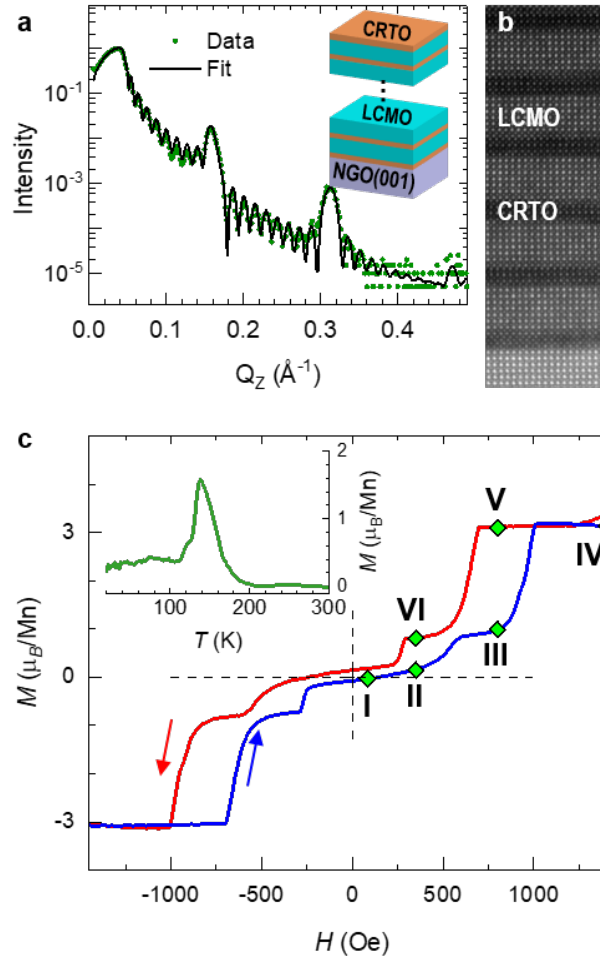 a
Data
Fit
CRTO
LCMO
NGO(001)
10⁻¹
10⁻³
10⁻⁵
Intensity
0.0 0.1 0.2 0.3 0.4
Q_Z (Å⁻¹)
b
LCMO
CRTO
c
3
0
-3
M (μ_B/Mn)
2
1
0
M (μ_B/Mn)
100 200 300
T (K)
V
IV
VI
III
I
II
-1000 -500 0 500 1000
H (Oe)